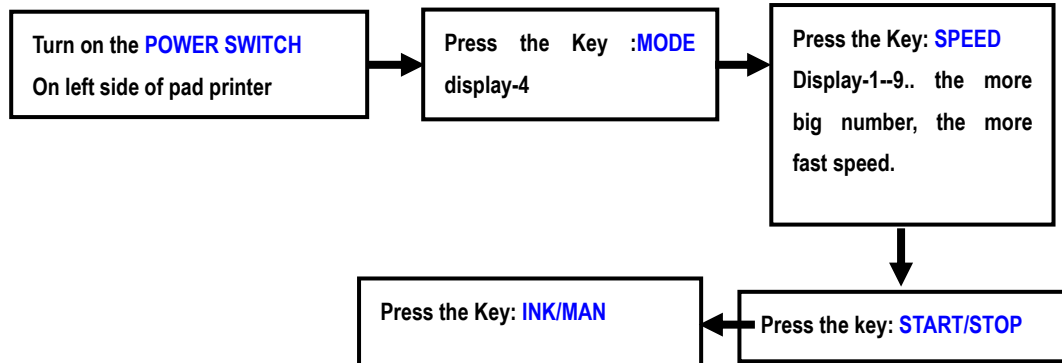 Turn on the POWER SWITCH
On left side of pad printer
Press the Key :MODE
display-4
Press the Key: SPEED
Display-1--9.. the more
big number, the more
fast speed.
Press the key: START/STOP
Press the Key: INK/MAN